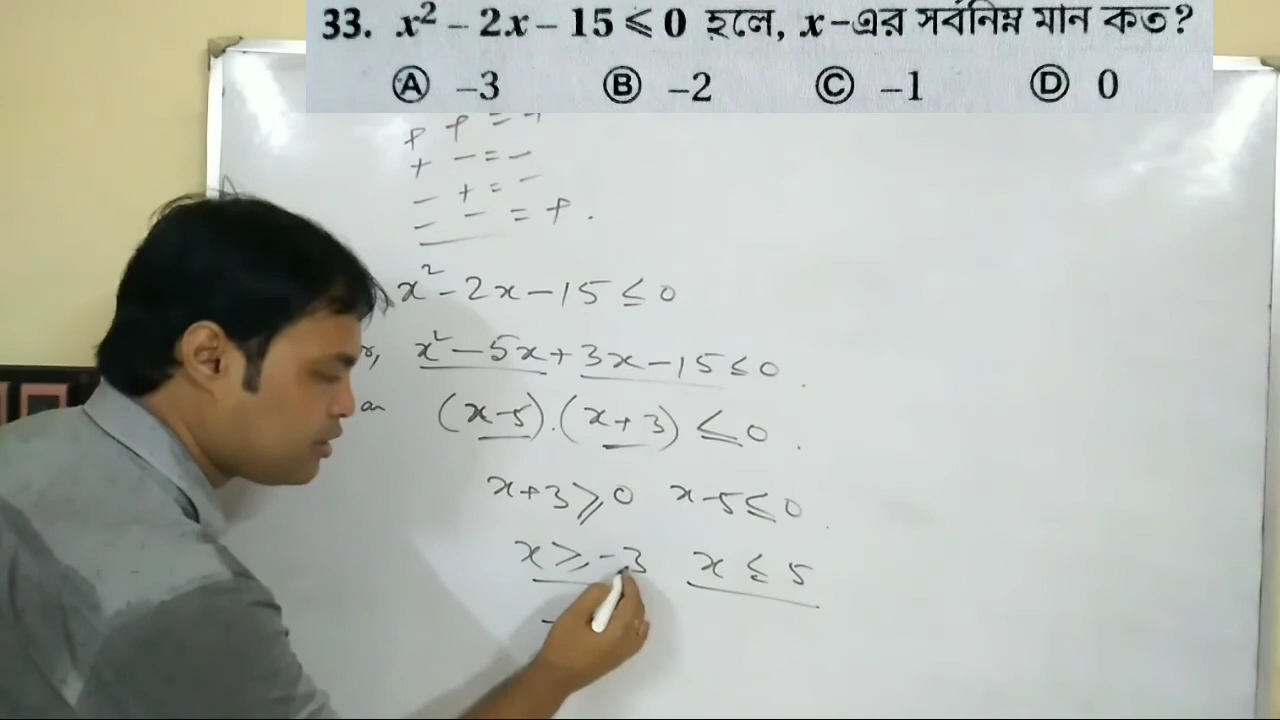 33. x² – 2x – 15 ⩽ 0 হলে, x-এর সর্বনিম্ন মান কত?
Ⓐ –3 Ⓑ –2 Ⓒ –1 Ⓓ 0
+ – = –
– + = –
– – = + .
x² – 2x – 15 ≤ 0
x² – 5x + 3x – 15 ≤ 0 .
(x – 5) . (x + 3) ≤ 0 .
x + 3 ⩾ 0 x – 5 ≤ 0 .
x ⩾ –3 x ≤ 5